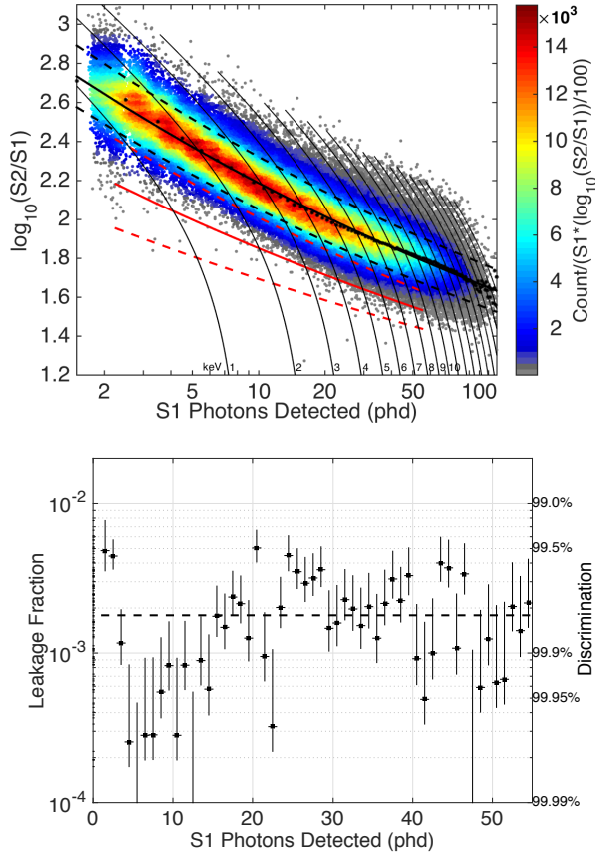 ×10³
3
2.8
2.6
2.4
2.2
2
1.8
1.6
1.4
1.2
log₁₀(S2/S1)
keV 1 2 3 4 5 6 7 8 9 10
2 5 10 20 50 100
S1 Photons Detected (phd)
14
12
10
8
6
4
2
Count/(S1*(log₁₀(S2/S1))/100)
10⁻²
10⁻³
10⁻⁴
Leakage Fraction
99.0%
99.5%
99.9%
99.95%
99.99%
Discrimination
0 10 20 30 40 50
S1 Photons Detected (phd)